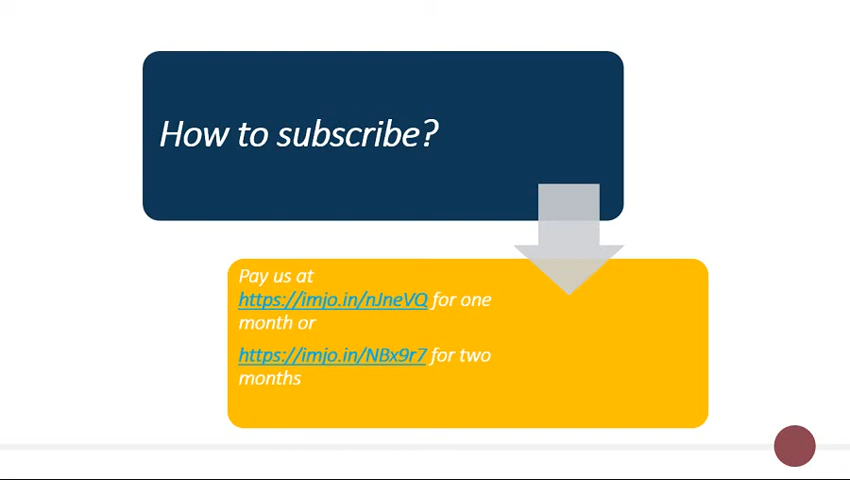 How to subscribe?
Pay us at
https://imjo.in/nJneVQ for one
month or
https://imjo.in/NBx9r7 for two
months